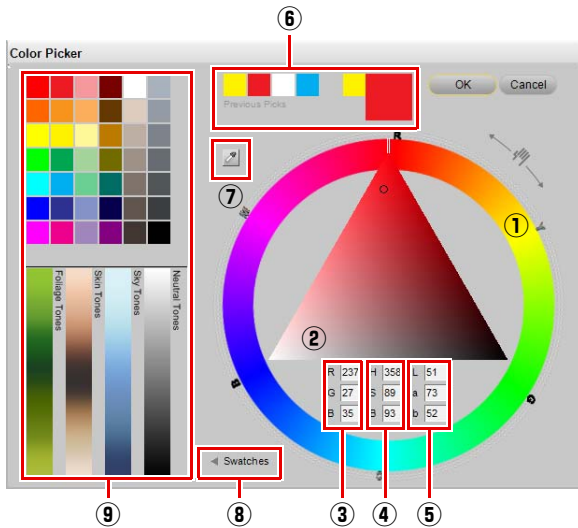 ⑥
Color Picker
Previous Picks
OK Cancel
R
⑦
M
Y
①
Foliage Tones
Skin Tones
Sky Tones
Neutral Tones
②
B
G
R 237 H 358 L 51
G 27 S 89 a 73
B 35 B 93 b 52
◀ Swatches
C
⑨ ⑧ ③ ④ ⑤